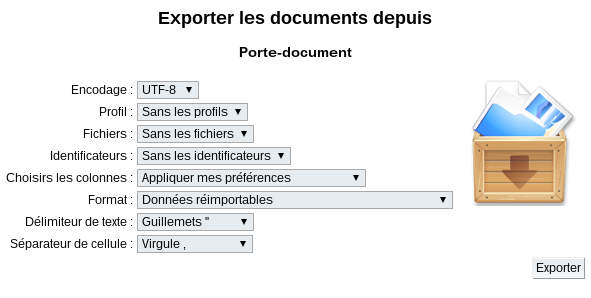 Exporter les documents depuis
Porte-document
Encodage : UTF-8
Profil : Sans les profils
Fichiers : Sans les fichiers
Identificateurs : Sans les identificateurs
Choisirs les colonnes : Appliquer mes préférences
Format : Données réimportables
Délimiteur de texte : Guillemets "
Séparateur de cellule : Virgule ,
Exporter